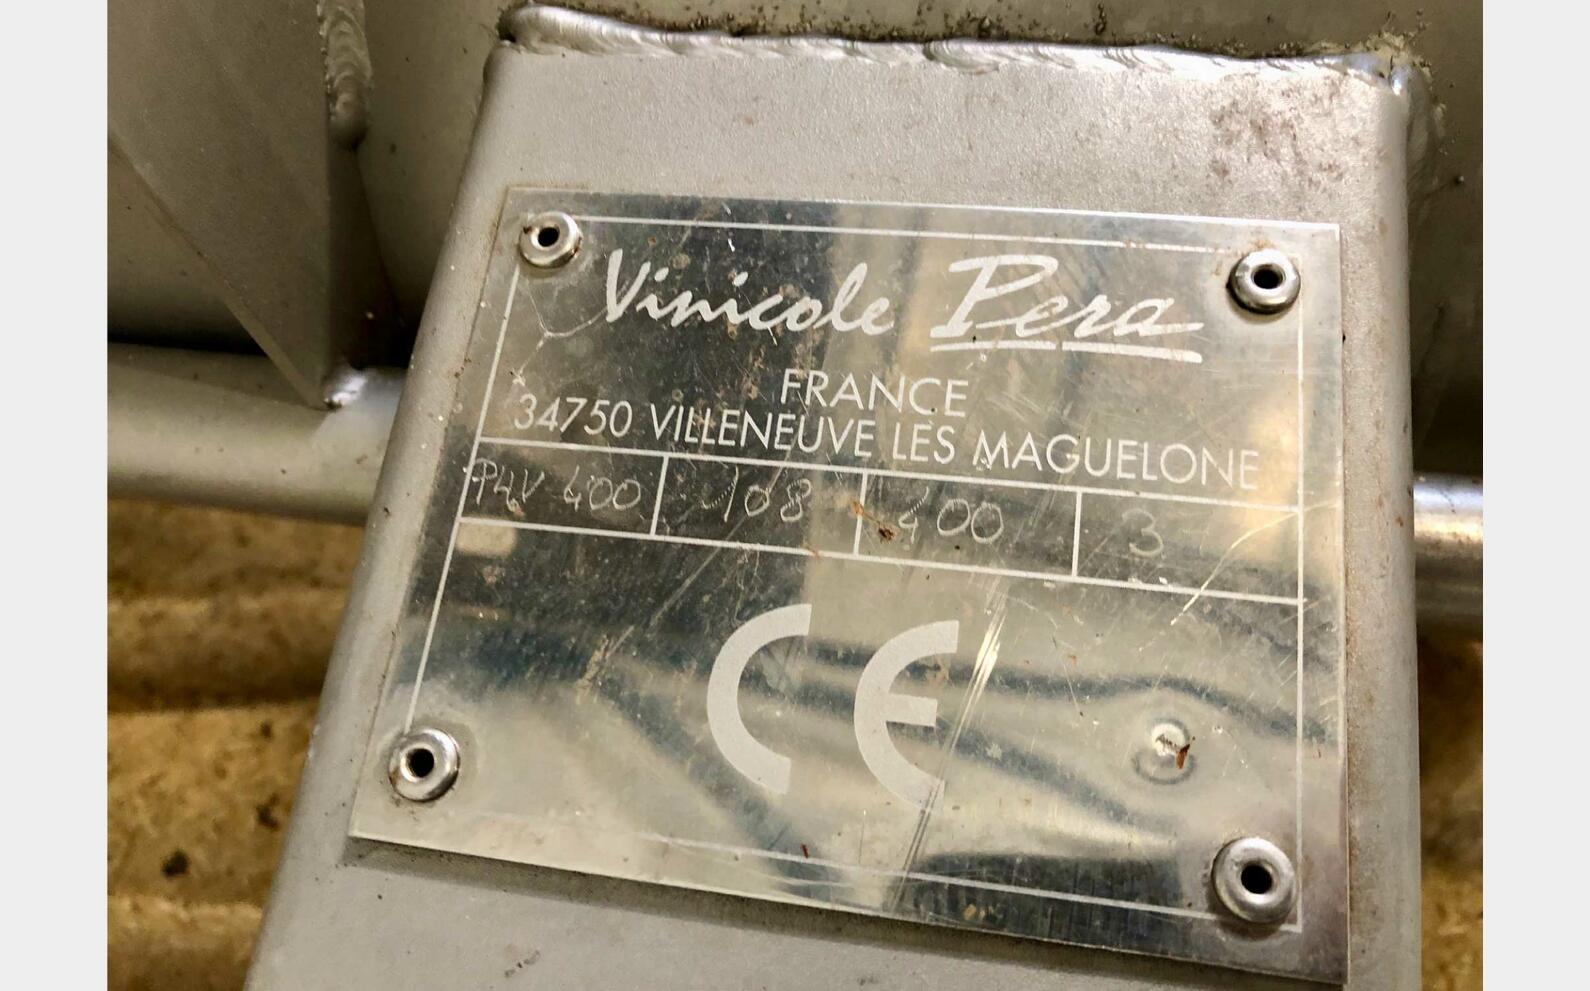 Vinicole Pera
FRANCE
34750 VILLENEUVE LES MAGUELONE
P4V 400 108 400 3
CE